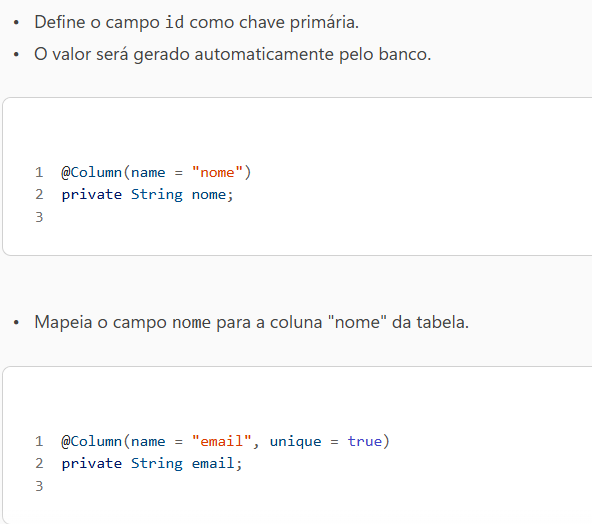 • Define o campo id como chave primária.
• O valor será gerado automaticamente pelo banco.
1 @Column(name = "nome")
2 private String nome;
3
• Mapeia o campo nome para a coluna "nome" da tabela.
1 @Column(name = "email", unique = true)
2 private String email;
3